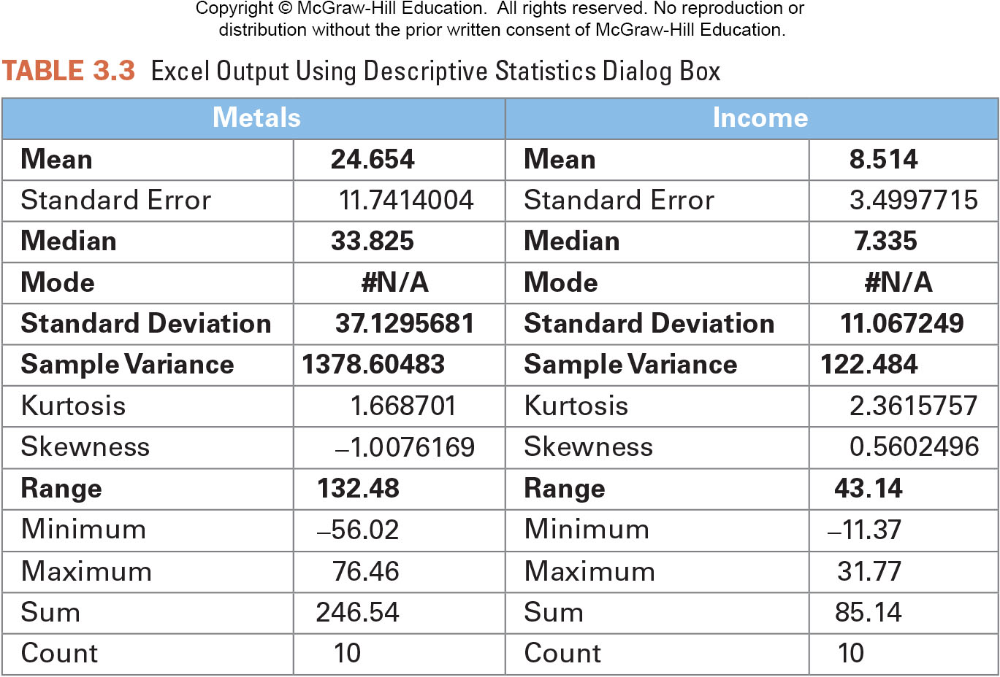 Copyright © McGraw-Hill Education. All rights reserved. No reproduction or
distribution without the prior written consent of McGraw-Hill Education.
TABLE 3.3 Excel Output Using Descriptive Statistics Dialog Box
Metals Income
Mean 24.654 Mean 8.514
Standard Error 11.7414004 Standard Error 3.4997715
Median 33.825 Median 7.335
Mode #N/A Mode #N/A
Standard Deviation 37.1295681 Standard Deviation 11.067249
Sample Variance 1378.60483 Sample Variance 122.484
Kurtosis 1.668701 Kurtosis 2.3615757
Skewness –1.0076169 Skewness 0.5602496
Range 132.48 Range 43.14
Minimum –56.02 Minimum –11.37
Maximum 76.46 Maximum 31.77
Sum 246.54 Sum 85.14
Count 10 Count 10